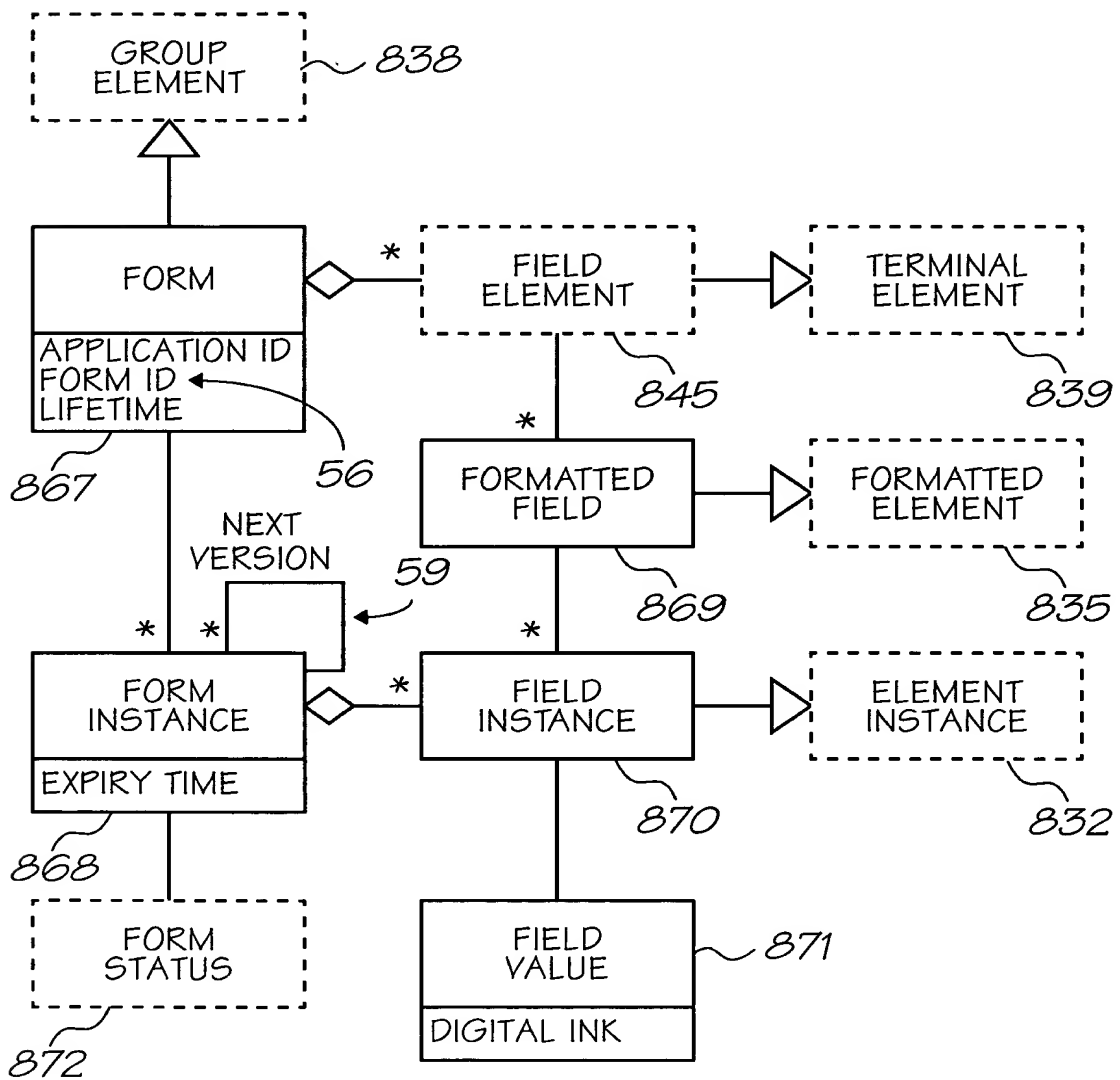 GROUP
ELEMENT
838
FORM
*
FIELD
ELEMENT
TERMINAL
ELEMENT
APPLICATION ID
FORM ID
LIFETIME
845
839
867
56
*
FORMATTED
FIELD
FORMATTED
ELEMENT
NEXT
VERSION
59
869
835
*
*
*
FORM
INSTANCE
*
FIELD
INSTANCE
ELEMENT
INSTANCE
EXPIRY TIME
870
832
868
FORM
STATUS
FIELD
VALUE
871
DIGITAL INK
872